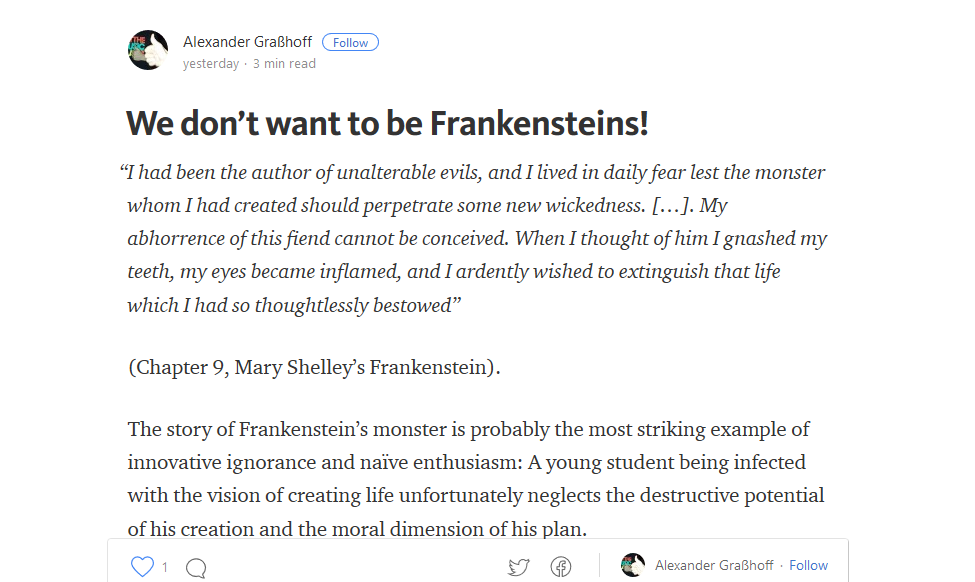 Alexander Graßhoff Follow
yesterday · 3 min read
We don’t want to be Frankensteins!
“I had been the author of unalterable evils, and I lived in daily fear lest the monster
whom I had created should perpetrate some new wickedness. […]. My
abhorrence of this fiend cannot be conceived. When I thought of him I gnashed my
teeth, my eyes became inflamed, and I ardently wished to extinguish that life
which I had so thoughtlessly bestowed”
(Chapter 9, Mary Shelley’s Frankenstein).
The story of Frankenstein’s monster is probably the most striking example of
innovative ignorance and naïve enthusiasm: A young student being infected
with the vision of creating life unfortunately neglects the destructive potential
of his creation and the moral dimension of his plan.
1 Alexander Graßhoff · Follow